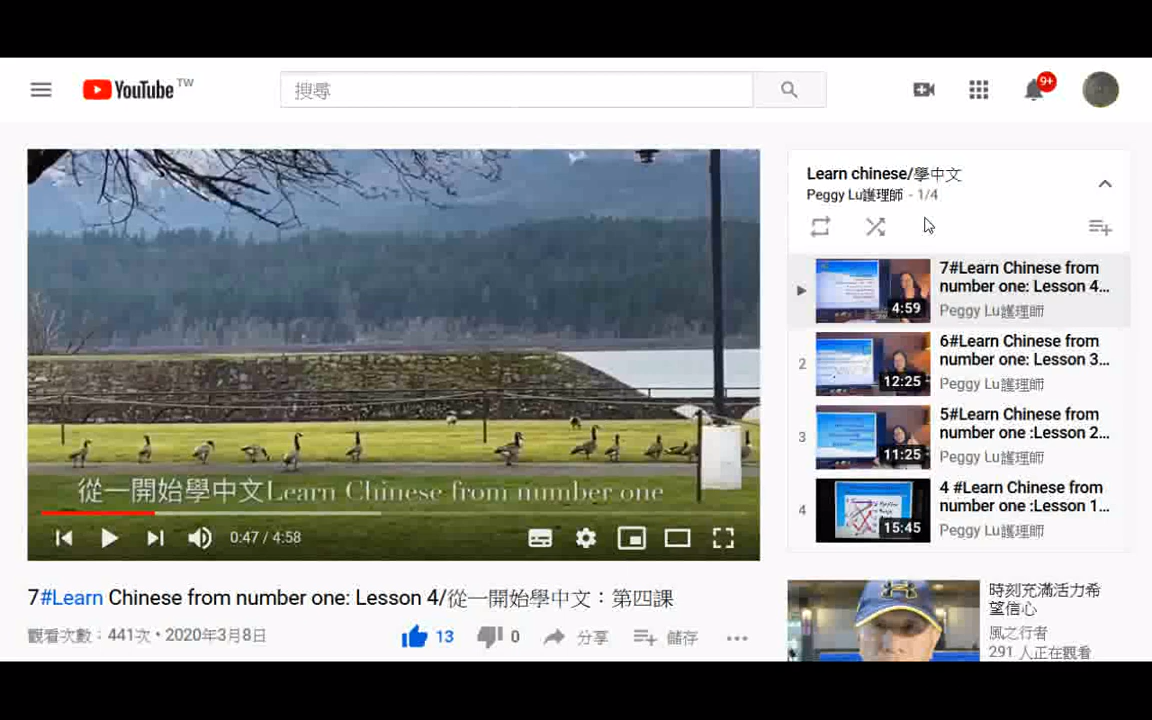 YouTube TW
搜尋
9+
從一開始學中文Learn Chinese from number one
0:47 / 4:58
7#Learn Chinese from number one: Lesson 4/從一開始學中文：第四課
觀看次數：441次 • 2020年3月8日
13
0
分享
儲存
Learn chinese/學中文
Peggy Lu護理師 - 1/4
4:59
7#Learn Chinese from
number one: Lesson 4...
Peggy Lu護理師
2
12:25
6#Learn Chinese from
number one: Lesson 3...
Peggy Lu護理師
3
11:25
5#Learn Chinese from
number one :Lesson 2...
Peggy Lu護理師
4
15:45
4 #Learn Chinese from
number one :Lesson 1...
Peggy Lu護理師
時刻充滿活力希
望信心
風之行者
291 人正在觀看